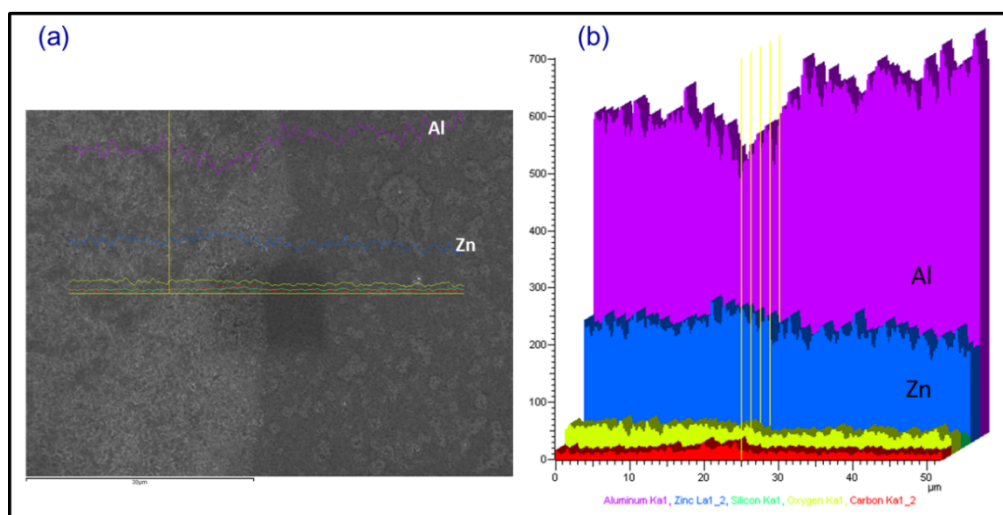 (a)
(b)
Al
Zn
30µm
700
600
500
400
300
200
100
0
Al
Zn
0 10 20 30 40 50
µm
Aluminum Ka1, Zinc La1_2, Silicon Ka1, Oxygen Ka1, Carbon Ka1_2